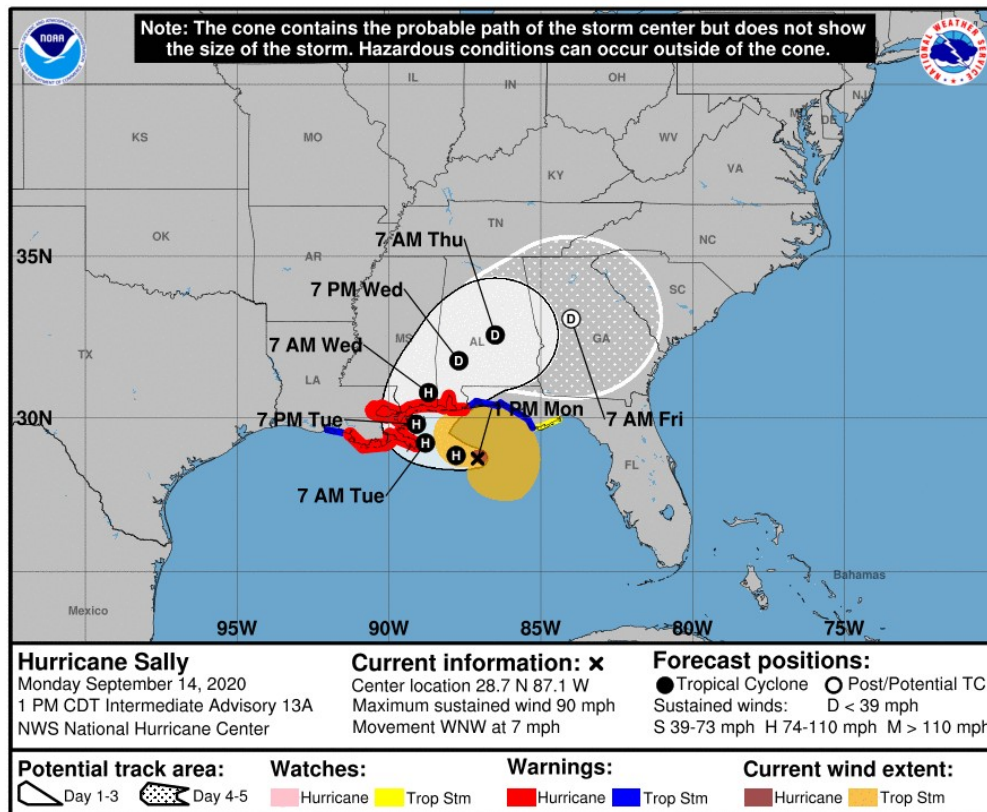 Note: The cone contains the probable path of the storm center but does not show
the size of the storm. Hazardous conditions can occur outside of the cone.
NOAA
NATIONAL WEATHER SERVICE
IL
IN
OH
NJ
DE
KS
MO
WV
VA
KY
OK
TN
NC
AR
7 AM Thu
35N
SC
7 PM Wed
MS
AL
GA
TX
7 AM Wed
LA
30N
7 PM Tue
1 PM Mon
7 AM Fri
FL
7 AM Tue
D
D
D
H
H
H
H
Bahamas
Mexico
95W
90W
85W
80W
75W
Hurricane Sally
Monday September 14, 2020
1 PM CDT Intermediate Advisory 13A
NWS National Hurricane Center
Current information: ×
Center location 28.7 N 87.1 W
Maximum sustained wind 90 mph
Movement WNW at 7 mph
Forecast positions:
Tropical Cyclone
Post/Potential TC
Sustained winds:
D < 39 mph
S 39-73 mph H 74-110 mph M > 110 mph
Potential track area:
Day 1-3
Day 4-5
Watches:
Hurricane
Trop Stm
Warnings:
Hurricane
Trop Stm
Current wind extent:
Hurricane
Trop Stm